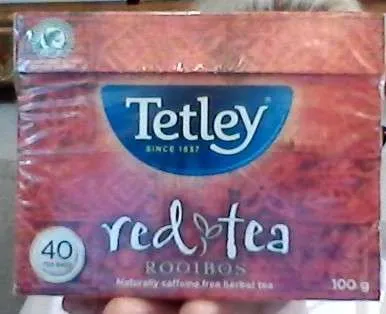 Tetley
SINCE 1837
red tea
ROOIBOS
40
TEA BAGS
Naturally caffeine free herbal tea
100 g